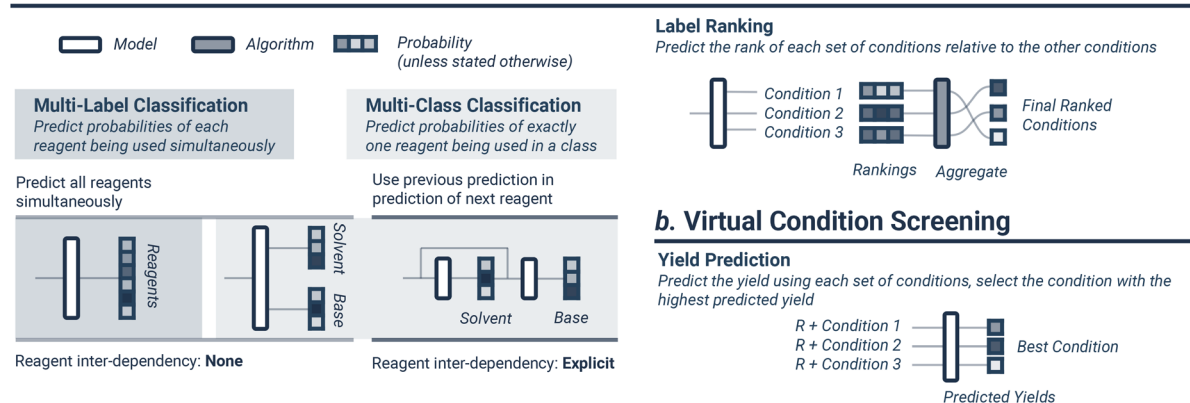 Model
Algorithm
Probability
(unless stated otherwise)
Multi-Label Classification
Predict probabilities of each
reagent being used simultaneously
Multi-Class Classification
Predict probabilities of exactly
one reagent being used in a class
Predict all reagents
simultaneously
Use previous prediction in
prediction of next reagent
Reagents
Solvent
Base
Solvent
Base
Reagent inter-dependency: None
Reagent inter-dependency: Explicit
Label Ranking
Predict the rank of each set of conditions relative to the other conditions
Condition 1
Condition 2
Condition 3
Final Ranked
Conditions
Rankings
Aggregate
b. Virtual Condition Screening
Yield Prediction
Predict the yield using each set of conditions, select the condition with the
highest predicted yield
R + Condition 1
R + Condition 2
R + Condition 3
Best Condition
Predicted Yields